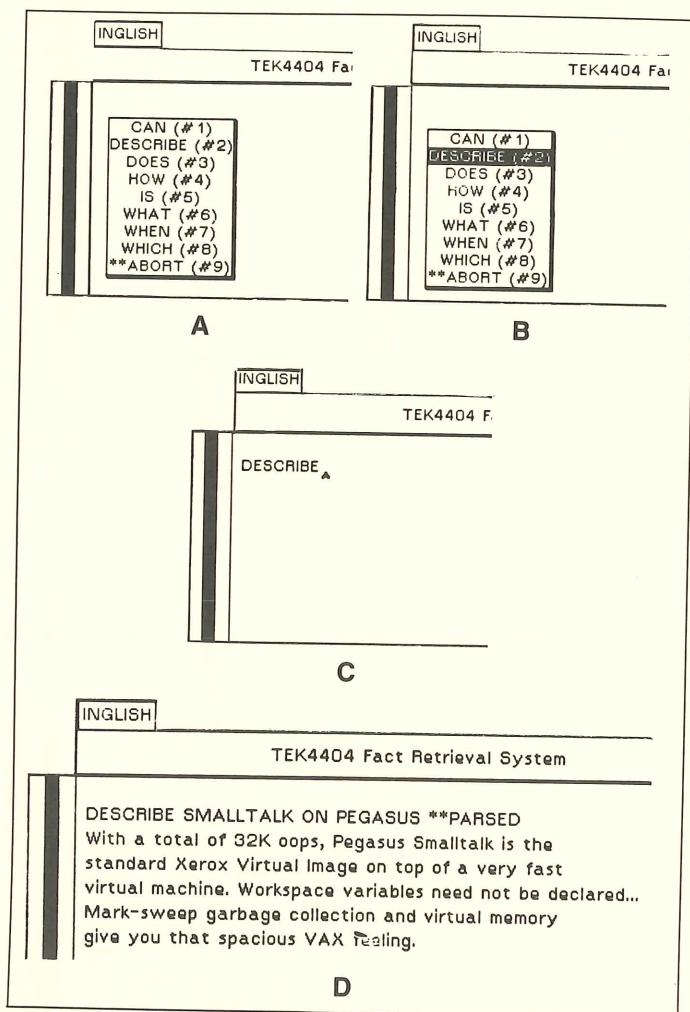 INGLISH
TEK4404 Fa
CAN (#1)
DESCRIBE (#2)
DOES (#3)
HOW (#4)
IS (#5)
WHAT (#6)
WHEN (#7)
WHICH (#8)
**ABORT (#9)
A
INGLISH
TEK4404 Fa
CAN (#1)
DESCRIBE (#2)
DOES (#3)
HOW (#4)
IS (#5)
WHAT (#6)
WHEN (#7)
WHICH (#8)
**ABORT (#9)
B
INGLISH
TEK4404 F
DESCRIBE
C
INGLISH
TEK4404 Fact Retrieval System
DESCRIBE SMALLTALK ON PEGASUS **PARSED
With a total of 32K oops, Pegasus Smalltalk is the
standard Xerox Virtual Image on top of a very fast
virtual machine. Workspace variables need not be declared...
Mark-sweep garbage collection and virtual memory
give you that spacious VAX feeling.
D